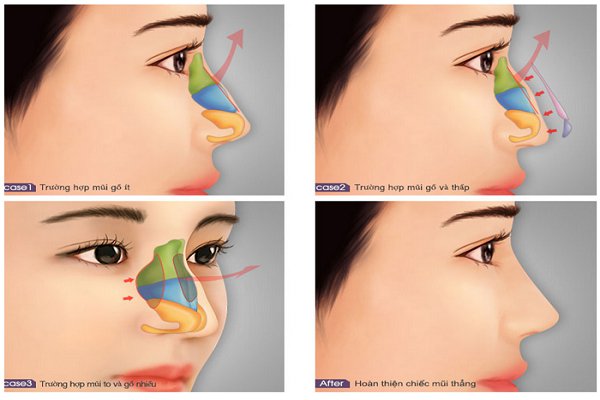 case1 Trường hợp mũi gồ ít
case2 Trường hợp mũi gồ và thấp
case3 Trường hợp mũi to và gồ nhiều
After Hoàn thiện chiếc mũi thẳng